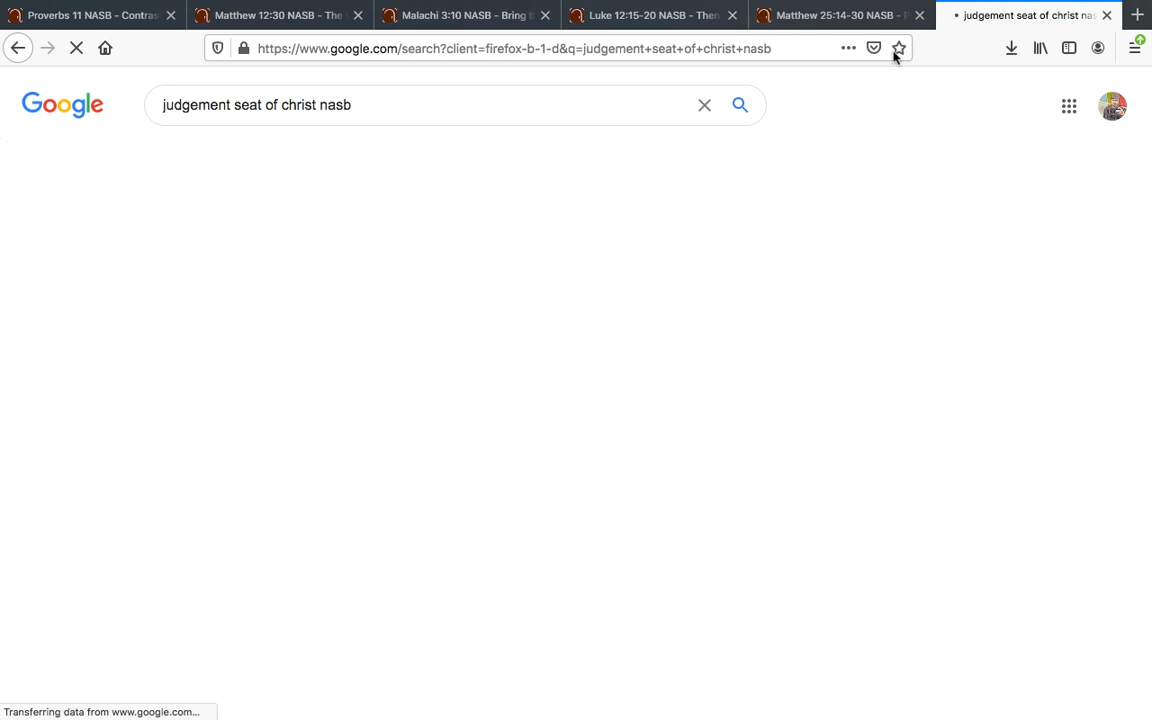 Proverbs 11 NASB - Contras
Matthew 12:30 NASB - The
Malachi 3:10 NASB - Bring t
Luke 12:15-20 NASB - Then
Matthew 25:14-30 NASB -
judgement seat of christ nas
https://www.google.com/search?client=firefox-b-1-d&q=judgement+seat+of+christ+nasb
Google
judgement seat of christ nasb
Transferring data from www.google.com...